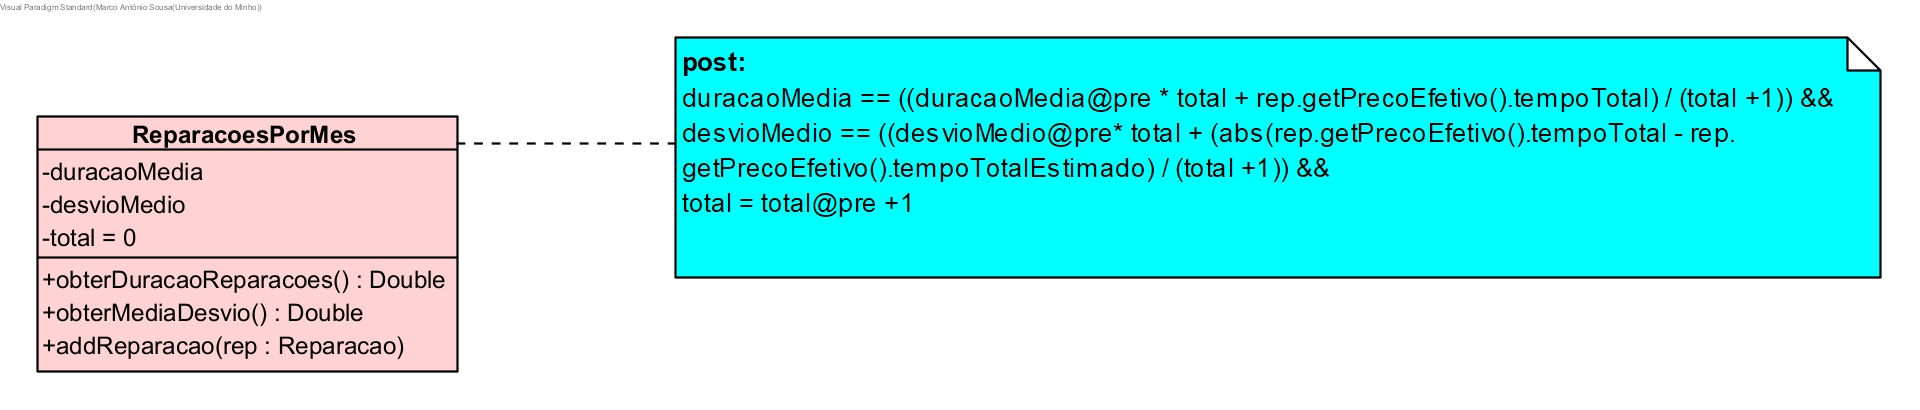 Visual Paradigm Standard(Marco António Sousa(Universidade do Minho))
post:
duracaoMedia == ((duracaoMedia@pre * total + rep.getPrecoEfetivo().tempoTotal) / (total +1)) &&
desvioMedio == ((desvioMedio@pre* total + (abs(rep.getPrecoEfetivo().tempoTotal - rep.
getPrecoEfetivo().tempoTotalEstimado) / (total +1)) &&
total = total@pre +1
ReparacoesPorMes
-duracaoMedia
-desvioMedio
-total = 0
+obterDuracaoReparacoes() : Double
+obterMediaDesvio() : Double
+addReparacao(rep : Reparacao)